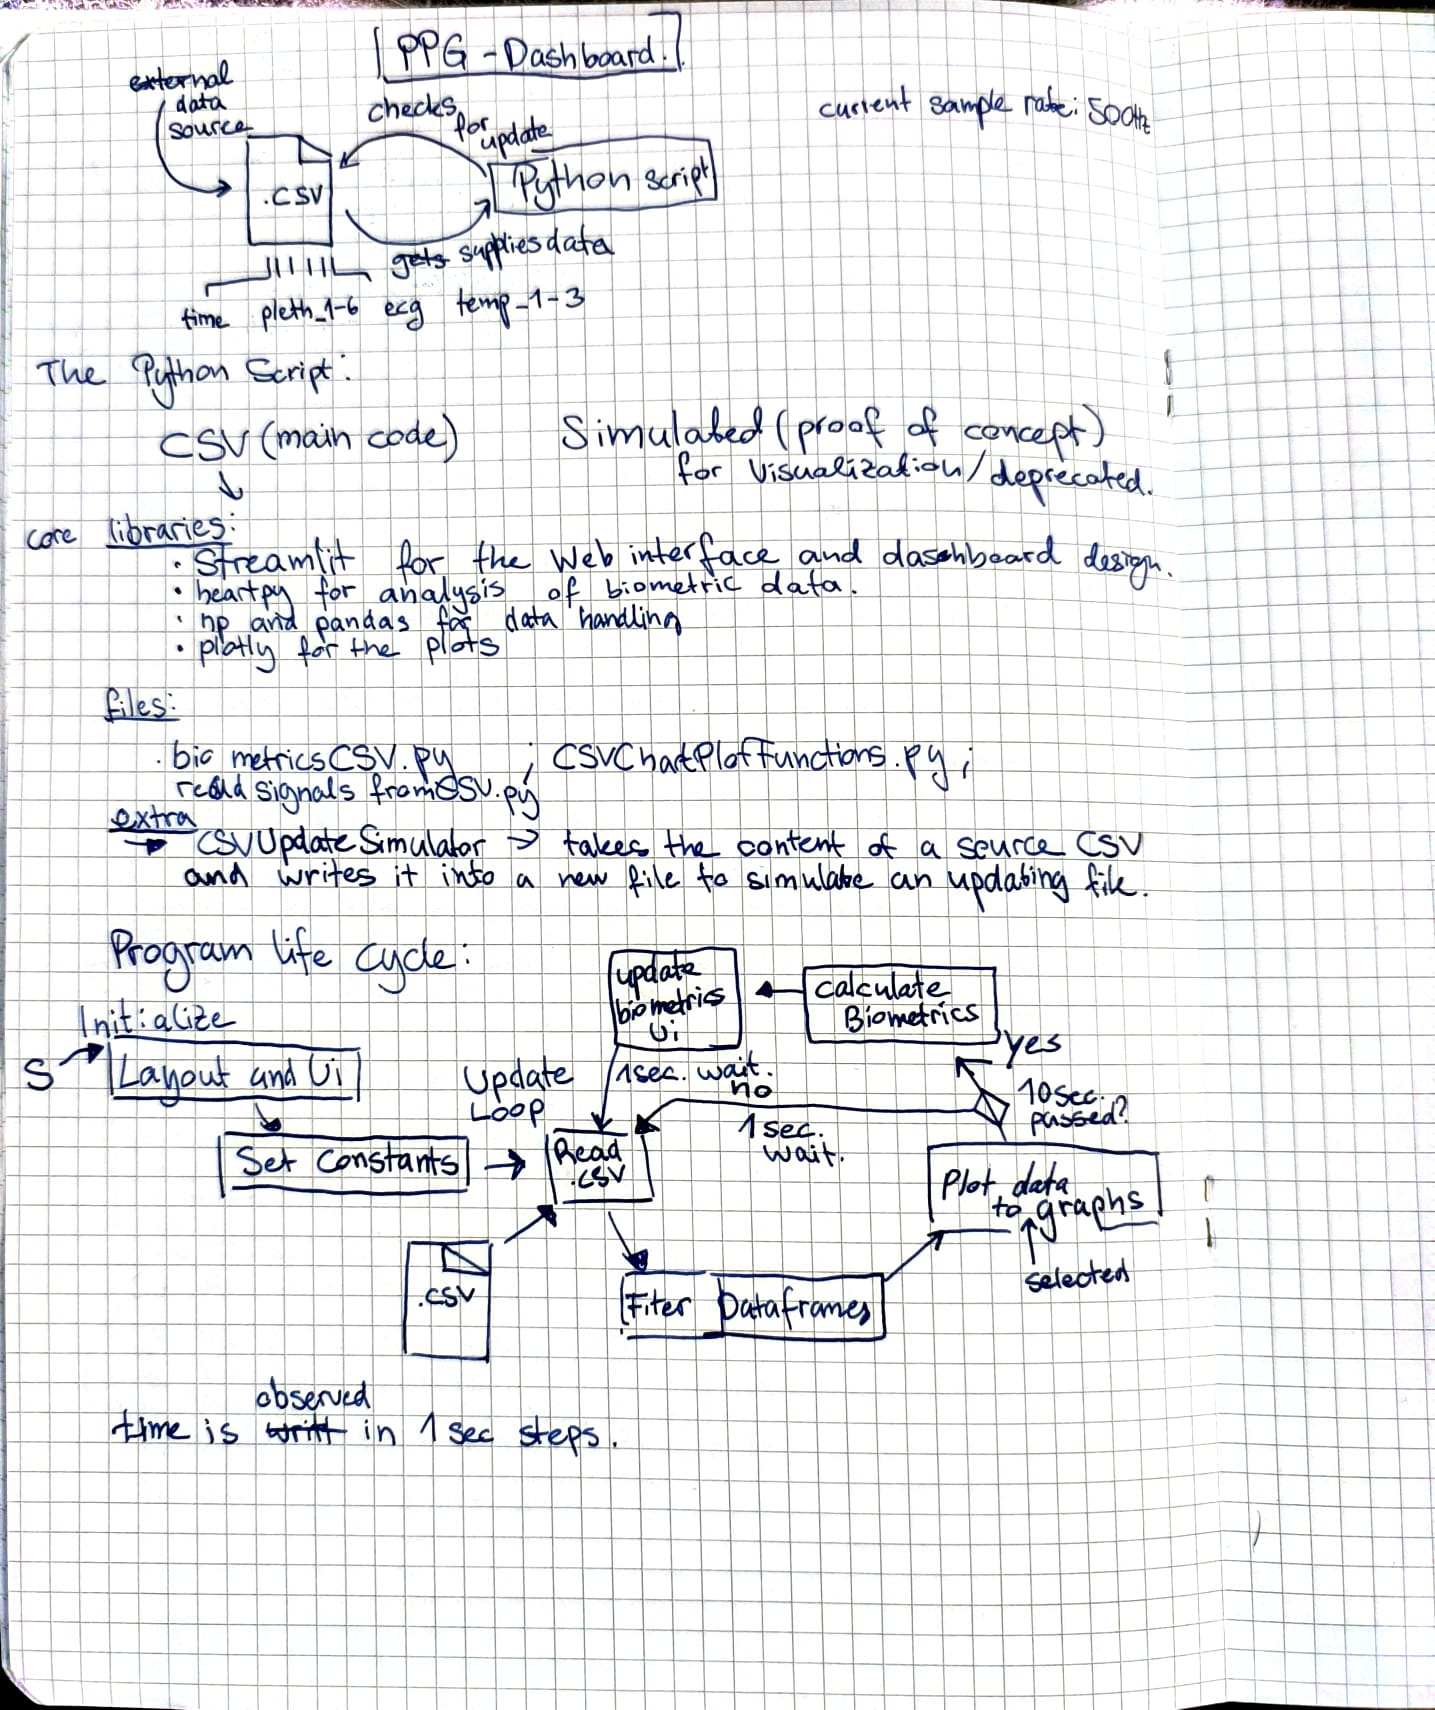 PPG - Dashboard.
external
data
source
checks
for
update
current sample rate: 500Hz
.CSV
Python script
gets supplies data
time pleth_1-6 ecg temp_1-3
The Python Script:
CSV (main code)
Simulated (proof of concept)
for Visualization/deprecated.
core libraries:
• Streamlit for the Web interface and dasshboard design.
• heartpy for analysis of biometric data.
• np and pandas for data handling
• plotly for the plots
files:
. bio metricsCSV.py ; CSVChartPlotFunctions.py ;
read signals fromCSV.py
extra
→ CSVUpdateSimulator → takes the content of a source CSV
and writes it into a new file to simulate an updating file.
Program life cycle:
update
biometrics
Ui
Calculate
Biometrics
Initialize
S
Layout and Ui
Update
Loop
1sec. wait.
no
yes
10sec.
passed?
1sec.
wait.
Set Constants
Read
.CSV
Plot data
to graphs
selected
.CSV
Fiter Dataframes
observed
time is writt in 1 sec steps.